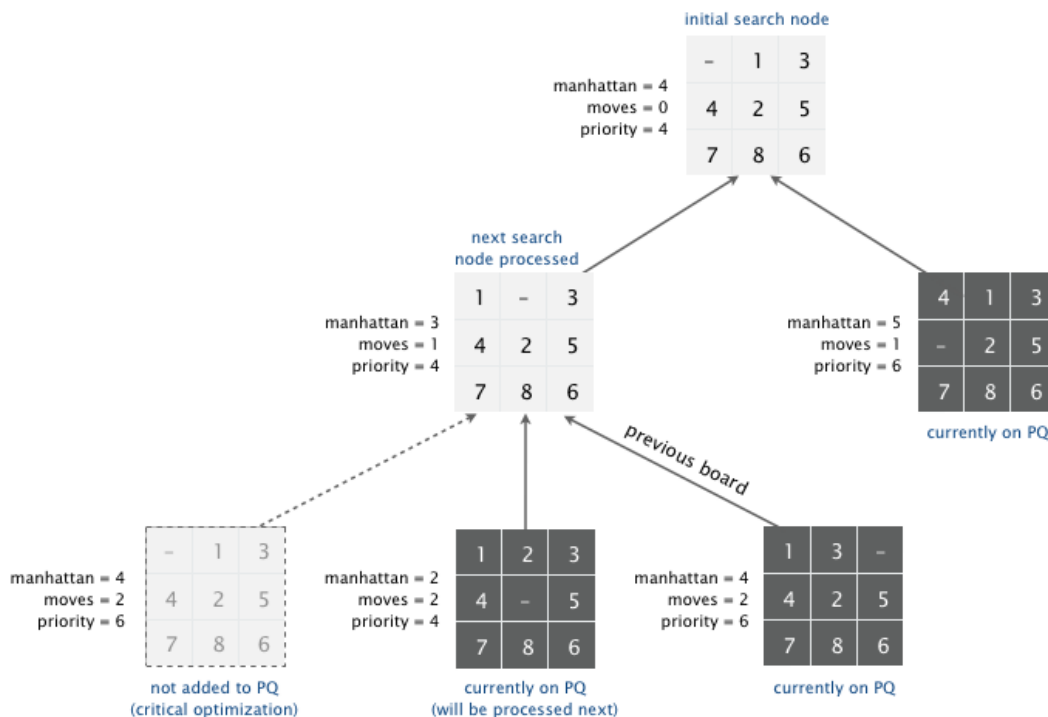 initial search node
- 1 3
4 2 5
7 8 6
manhattan = 4
moves = 0
priority = 4
next search
node processed
1 - 3
4 2 5
7 8 6
manhattan = 3
moves = 1
priority = 4
manhattan = 5
moves = 1
priority = 6
4 1 3
- 2 5
7 8 6
currently on PQ
previous board
manhattan = 4
moves = 2
priority = 6
- 1 3
4 2 5
7 8 6
not added to PQ
(critical optimization)
manhattan = 2
moves = 2
priority = 4
1 2 3
4 - 5
7 8 6
currently on PQ
(will be processed next)
manhattan = 4
moves = 2
priority = 6
1 3 -
4 2 5
7 8 6
currently on PQ